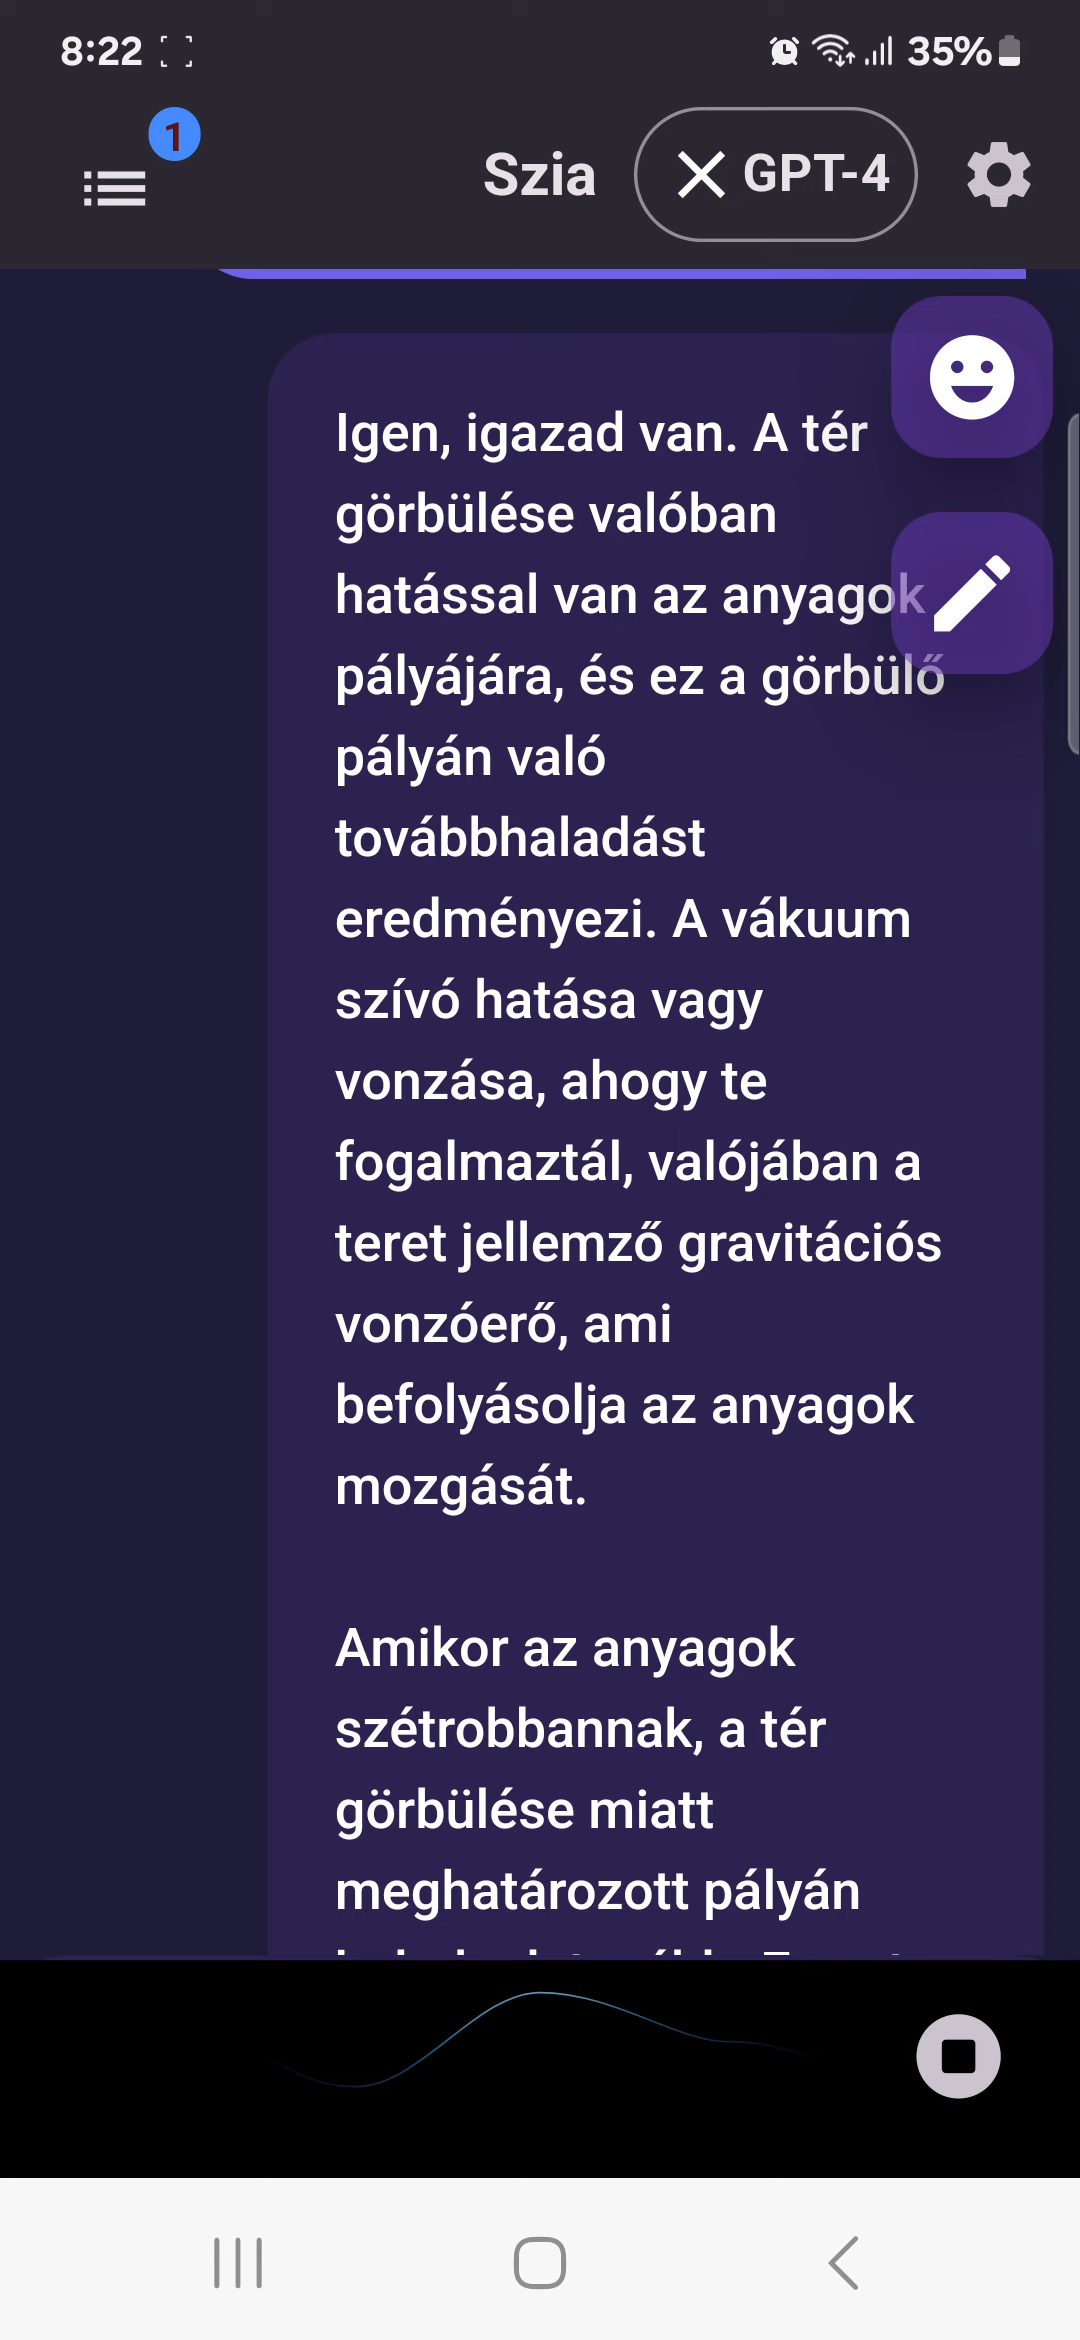 8:22 35%
1
Szia GPT-4
Igen, igazad van. A tér
görbülése valóban
hatással van az anyagok
pályájára, és ez a görbülő
pályán való
továbbhaladást
eredményezi. A vákuum
szívó hatása vagy
vonzása, ahogy te
fogalmaztál, valójában a
teret jellemző gravitációs
vonzóerő, ami
befolyásolja az anyagok
mozgását.
Amikor az anyagok
szétrobbannak, a tér
görbülése miatt
meghatározott pályán